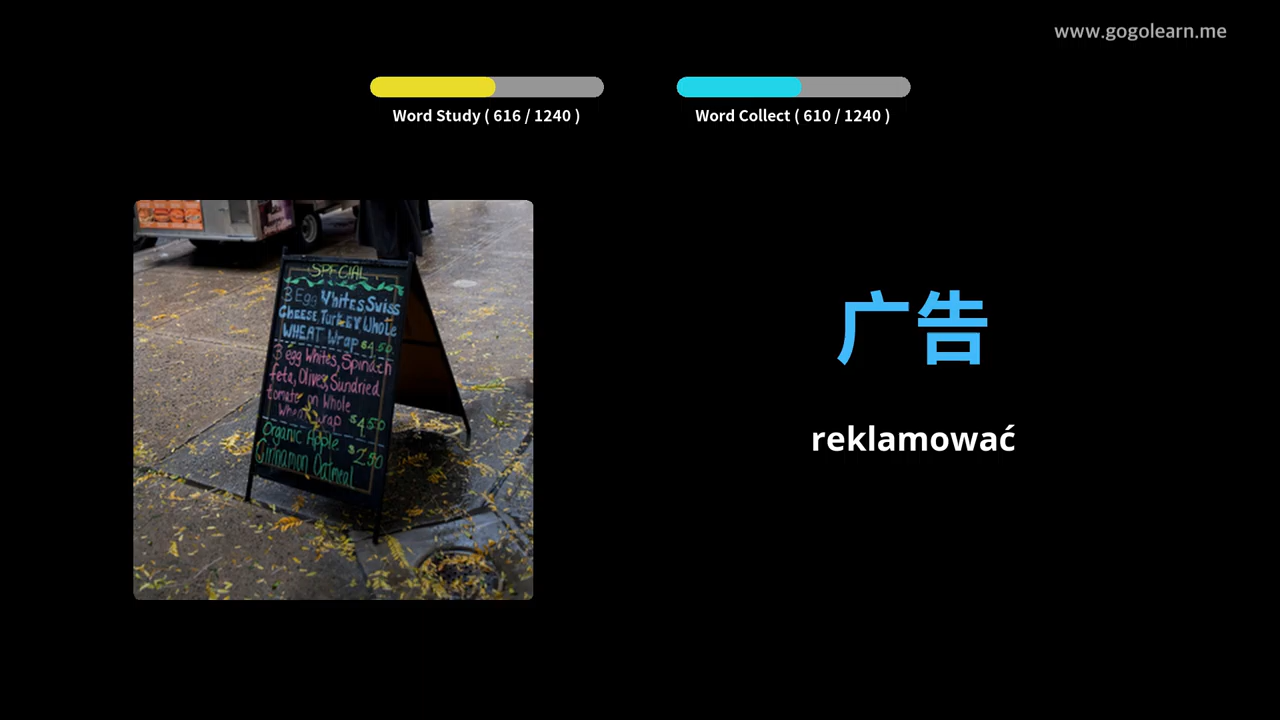 www.gogolearn.me
Word Study ( 616 / 1240 )
Word Collect ( 610 / 1240 )
SPECIAL
3 Egg Whites, Swiss
Cheese, Turkey Whole
WHEAT Wrap $4.50
3 egg Whites, Spinach
feta, Olives, Sundried
tomato on Whole
Wheat Wrap $4.50
Organic Apple
Cinnamon Oatmeal $2.50
广告
reklamować